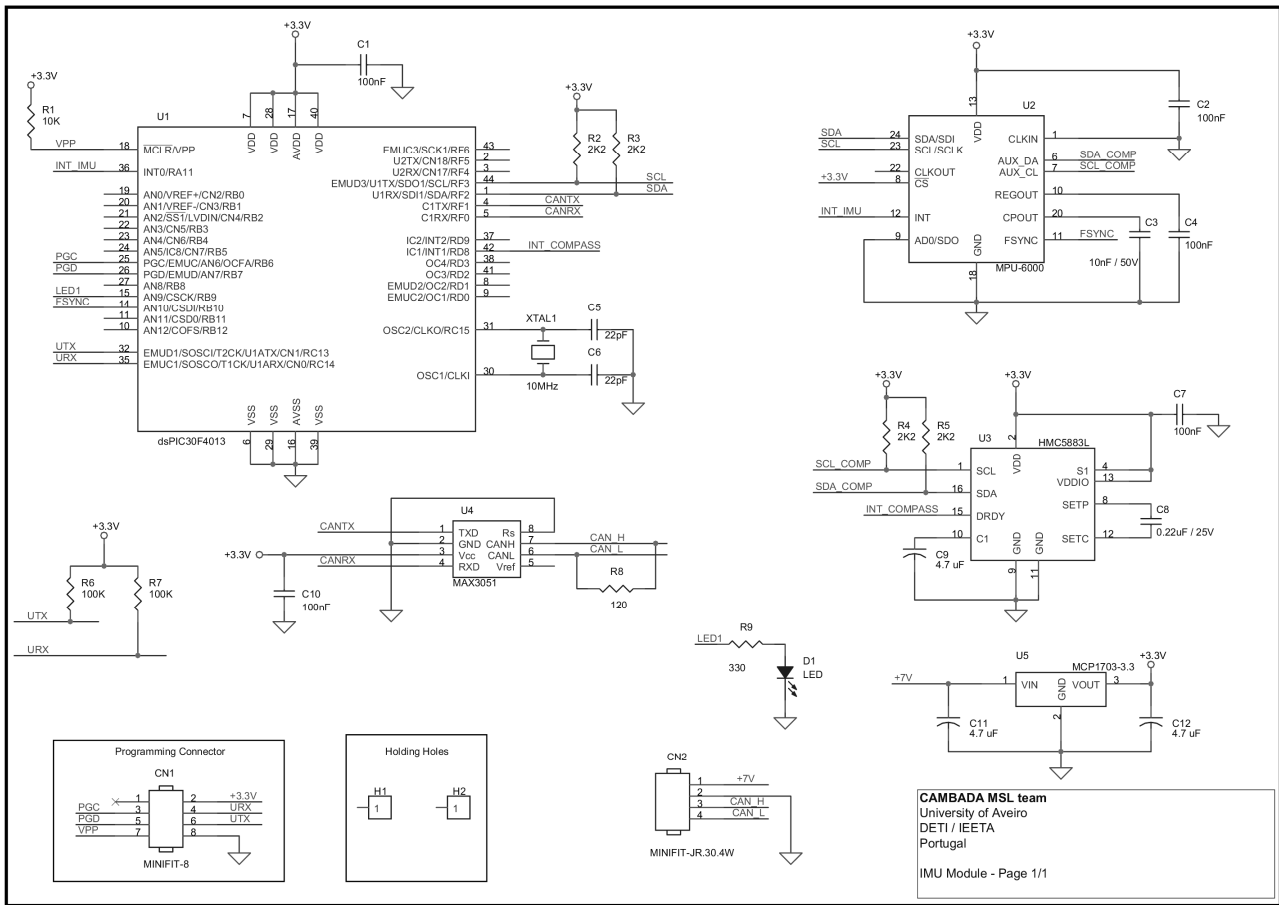 +3.3V
C1
100nF
+3.3V
R1
10K
U1
7
28
17
40
VDD
VDD
AVDD
VDD
VPP
18
MCLR/VPP
INT_IMU
36
INT0/RA11
19
AN0/VREF+/CN2/RB0
20
AN1/VREF-/CN3/RB1
21
AN2/SS1/LVDIN/CN4/RB2
22
AN3/CN5/RB3
23
AN4/CN6/RB4
24
AN5/IC8/CN7/RB5
PGC
25
PGC/EMUC/AN6/OCFA/RB6
PGD
26
PGD/EMUD/AN7/RB7
27
AN8/RB8
LED1
15
AN9/CSCK/RB9
FSYNC
14
AN10/CSDI/RB10
11
AN11/CSD0/RB11
10
AN12/COFS/RB12
UTX
32
EMUD1/SOSCI/T2CK/U1ATX/CN1/RC13
URX
35
EMUC1/SOSCO/T1CK/U1ARX/CN0/RC14
EMUC3/SCK1/RF6
43
U2TX/CN18/RF5
2
U2RX/CN17/RF4
3
EMUD3/U1TX/SDO1/SCL/RF3
44
SCL
U1RX/SDI1/SDA/RF2
1
SDA
C1TX/RF1
4
CANTX
C1RX/RF0
5
CANRX
IC2/INT2/RD9
37
IC1/INT1/RD8
42
INT_COMPASS
OC4/RD3
38
OC3/RD2
41
EMUD2/OC2/RD1
8
EMUC2/OC1/RD0
9
OSC2/CLKO/RC15
31
OSC1/CLKI
30
VSS
VSS
AVSS
VSS
6
29
16
39
dsPIC30F4013
+3.3V
R2
2K2
R3
2K2
XTAL1
10MHz
C5
22pF
C6
22pF
+3.3V
13
U2
VDD
C2
100nF
SDA
24
SDA/SDI
SCL
23
SCL/SCLK
22
CLKOUT
+3.3V
8
CS
INT_IMU
12
INT
9
AD0/SDO
CLKIN
1
AUX_DA
6
SDA_COMP
AUX_CL
7
SCL_COMP
REGOUT
10
CPOUT
20
FSYNC
11
FSYNC
GND
18
MPU-6000
C3
10nF / 50V
C4
100nF
+3.3V
+3.3V
R4
2K2
R5
2K2
U3
2
VDD
HMC5883L
C7
100nF
SCL_COMP
1
SCL
SDA_COMP
16
SDA
INT_COMPASS
15
DRDY
10
C1
S1
4
VDDIO
13
SETP
8
SETC
12
GND
GND
9
11
C8
0.22uF / 25V
C9
4.7 uF
+3.3V
R6
100K
R7
100K
UTX
URX
U4
CANTX
1
TXD
2
GND
+3.3V
3
Vcc
CANRX
4
RXD
Rs
8
CANH
7
CAN_H
CANL
6
CAN_L
Vref
5
MAX3051
C10
100nF
R8
120
LED1
R9
330
D1
LED
U5
MCP1703-3.3
+3.3V
+7V
1
VIN
GND
VOUT
3
2
C11
4.7 uF
C12
4.7 uF
Programming Connector
CN1
1
2
+3.3V
PGC
3
4
URX
PGD
5
6
UTX
VPP
7
8
MINIFIT-8
Holding Holes
H1
1
H2
1
CN2
1
+7V
2
3
CAN_H
4
CAN_L
MINIFIT-JR.30.4W
CAMBADA MSL team
University of Aveiro
DETI / IEETA
Portugal
IMU Module - Page 1/1